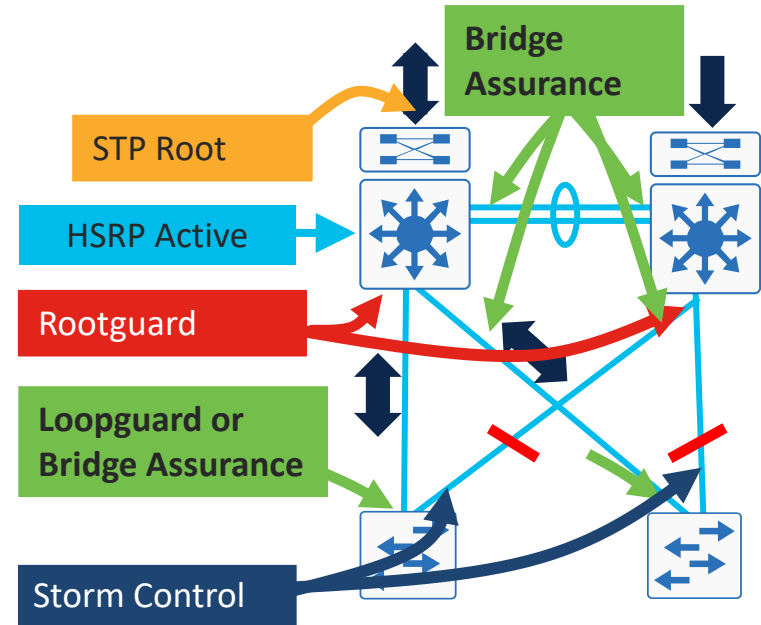 Bridge
Assurance
STP Root
HSRP Active
Rootguard
Loopguard or
Bridge Assurance
Storm Control